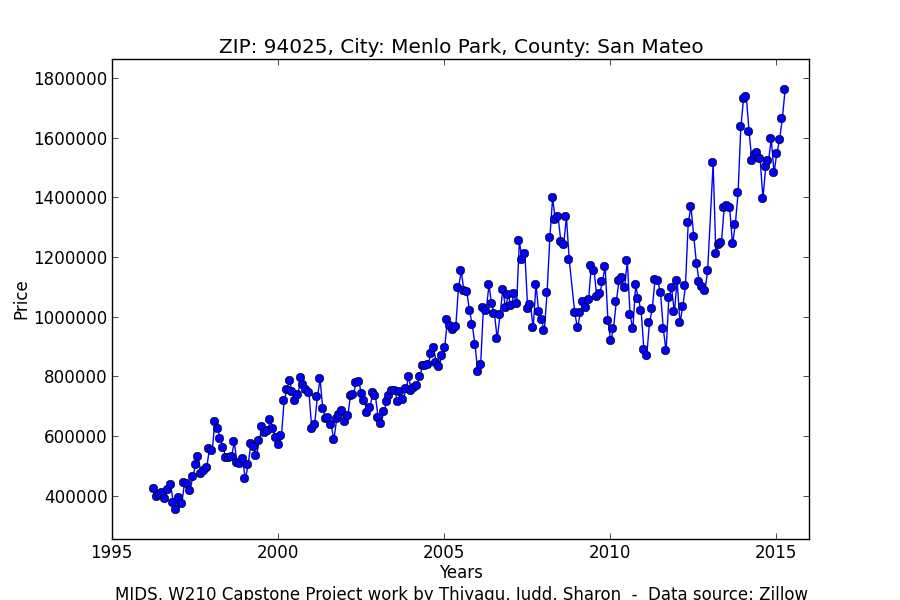 ZIP: 94025, City: Menlo Park, County: San Mateo
1800000
1600000
1400000
1200000
1000000
800000
600000
400000
Price
1995 2000 2005 2010 2015
Years
MIDS, W210 Capstone Project work by Thiyagu, Judd, Sharon - Data source: Zillow